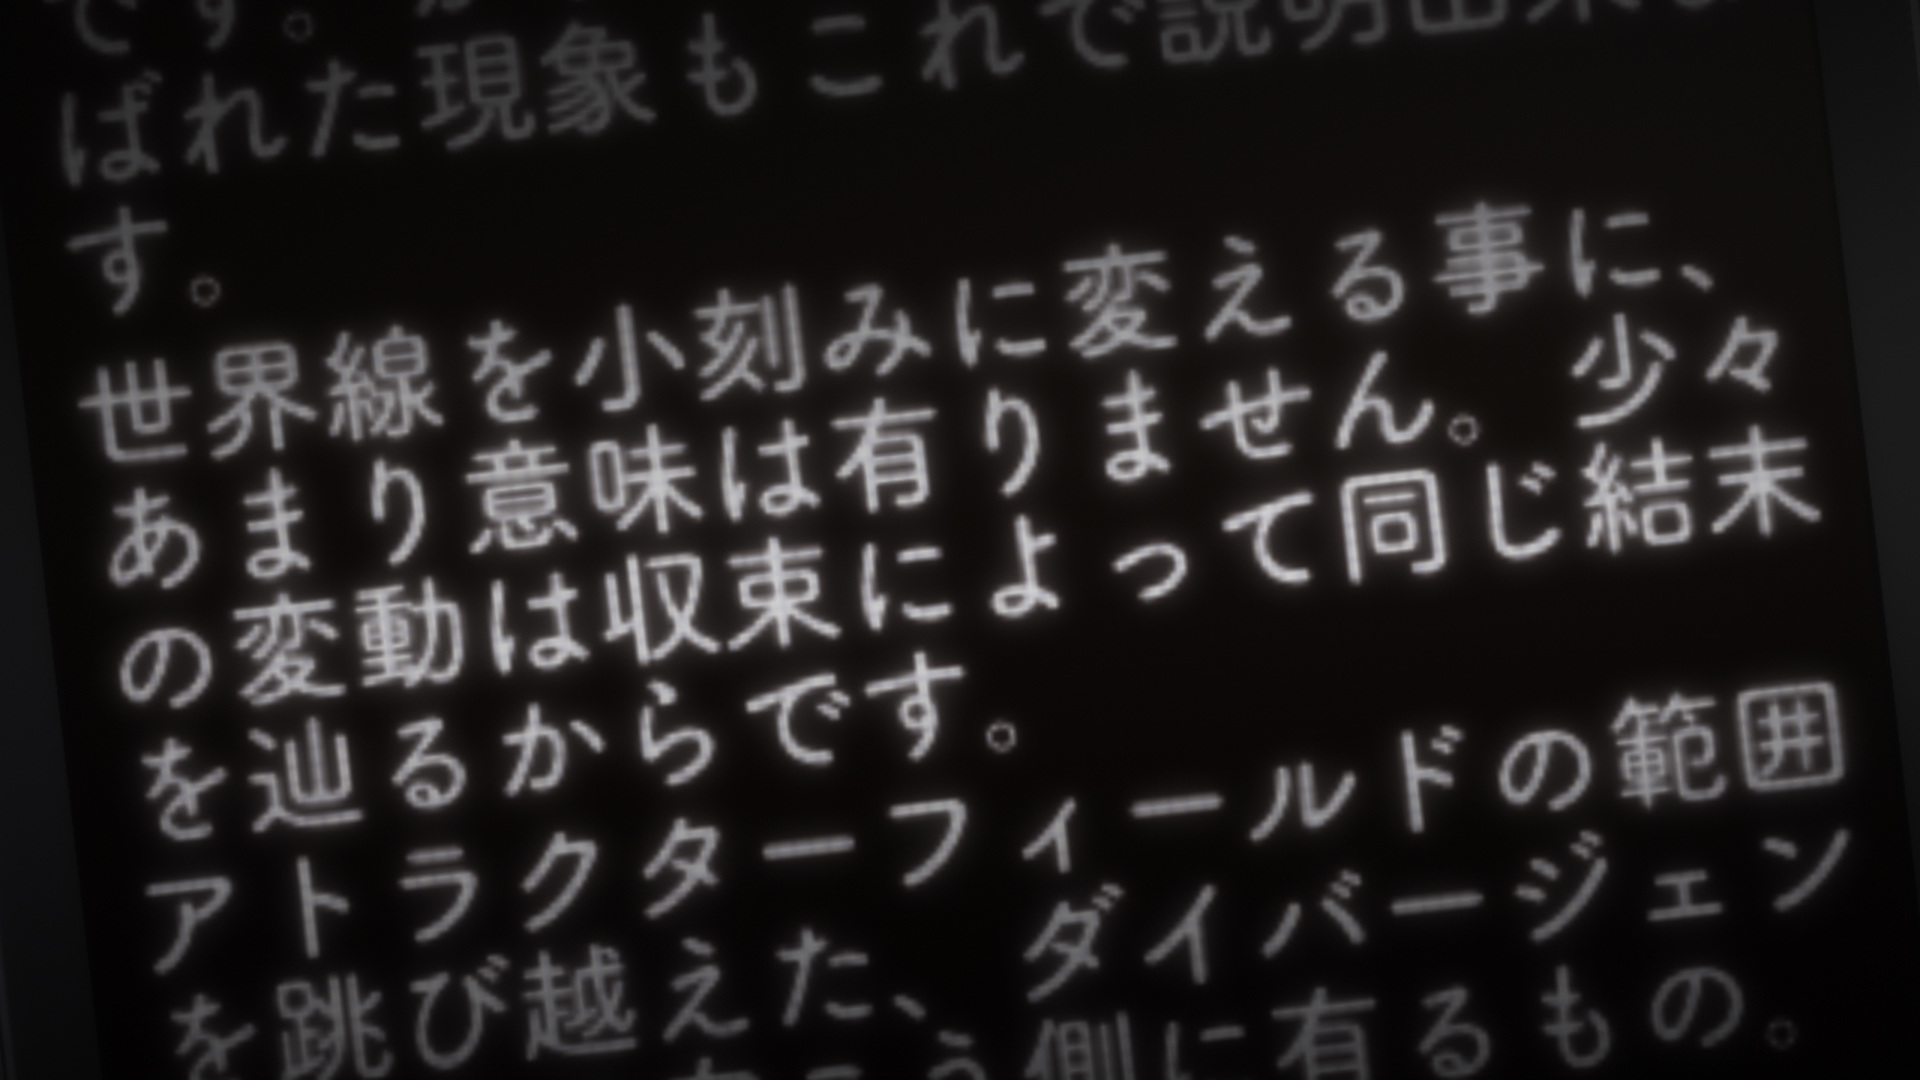 です。
ばれた現象もこれで説明出来ま
す。
世界線を小刻みに変える事に、
あまり意味は有りません。 少々
の変動は収束によって同じ結末
を辿るからです。
アトラクターフィールドの範囲
を跳び越えた、 ダイバージェン
向こう側に有るもの。